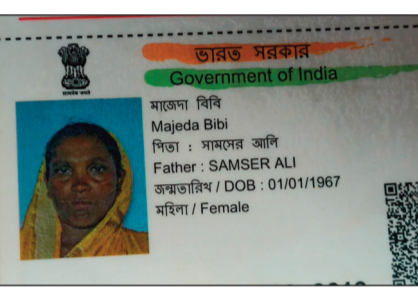 ভারত সরকার
Government of India
মাজেদা বিবি
Majeda Bibi
পিতা : সামসের আলি
Father : SAMSER ALI
জন্মতারিখ / DOB : 01/01/1967
মহিলা / Female